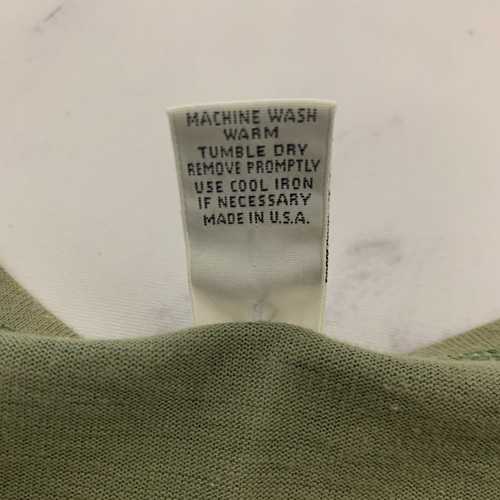 MACHINE WASH
WARM
TUMBLE DRY
REMOVE PROMPTLY
USE COOL IRON
IF NECESSARY
MADE IN U.S.A.